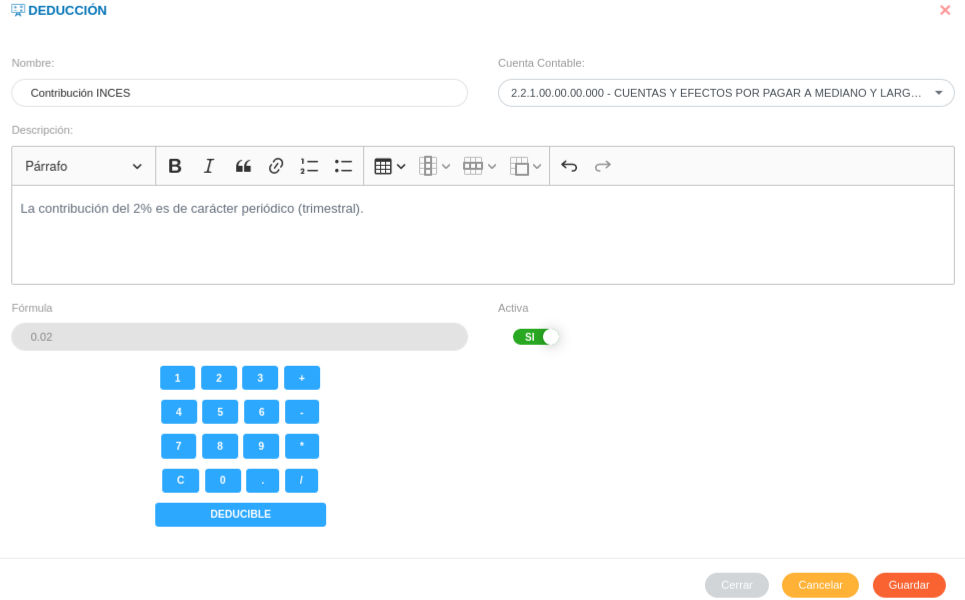 DEDUCCIÓN
Nombre:
Cuenta Contable:
Contribución INCES
2.2.1.00.00.00.000 - CUENTAS Y EFECTOS POR PAGAR A MEDIANO Y LARG...
Descripción:
Párrafo
B I
La contribución del 2% es de carácter periódico (trimestral).
Fórmula
Activa
0.02
SI
1 2 3 +
4 5 6 -
7 8 9 *
C 0 . /
DEDUCIBLE
Cerrar Cancelar Guardar